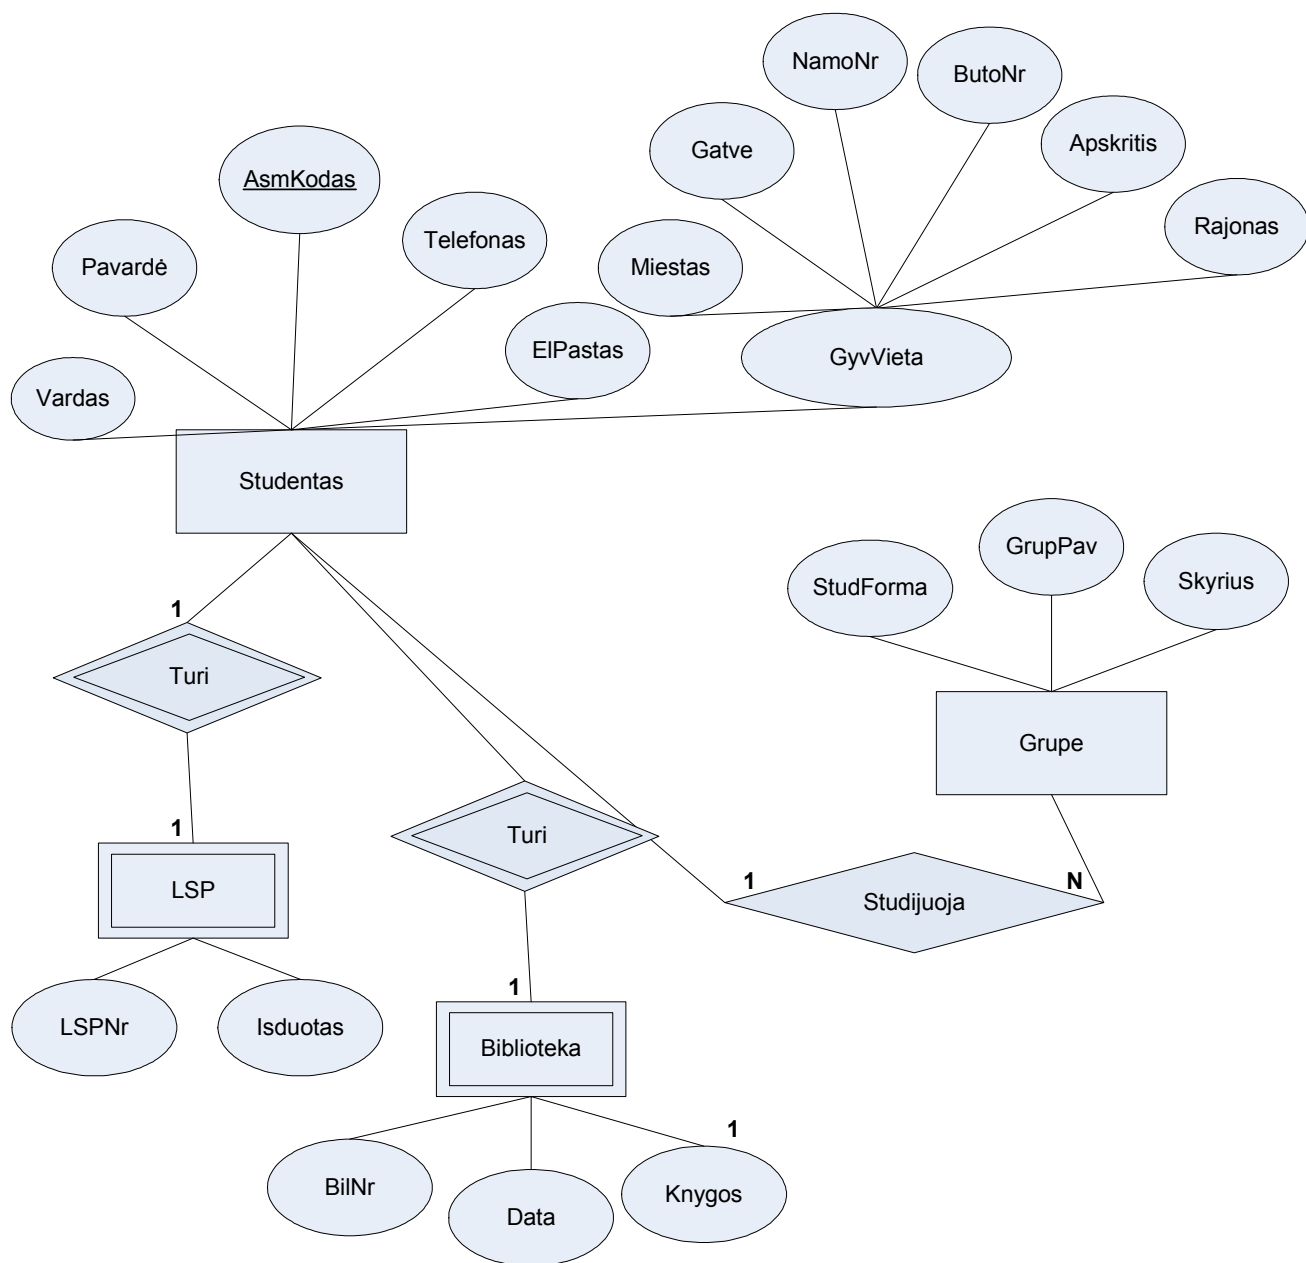 NamoNr
ButoNr
Gatve
Apskritis
AsmKodas
Telefonas
Rajonas
Pavardė
Miestas
ElPastas
GyvVieta
Vardas
Studentas
GrupPav
StudForma
Skyrius
1
Turi
Grupe
1
Turi
LSP
1
N
Studijuoja
1
LSPNr
Isduotas
Biblioteka
1
BilNr
Data
Knygos